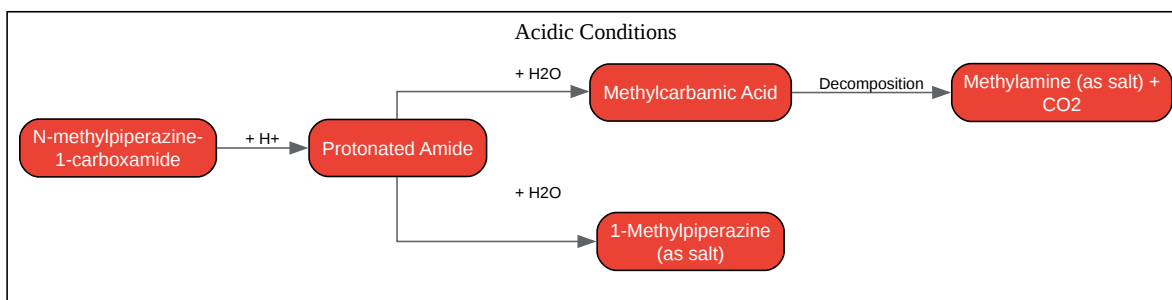 Acidic Conditions
+ H2O
Methylcarbamic Acid
Decomposition
Methylamine (as salt) +
CO2
N-methylpiperazine-
1-carboxamide
+ H+
Protonated Amide
+ H2O
1-Methylpiperazine
(as salt)